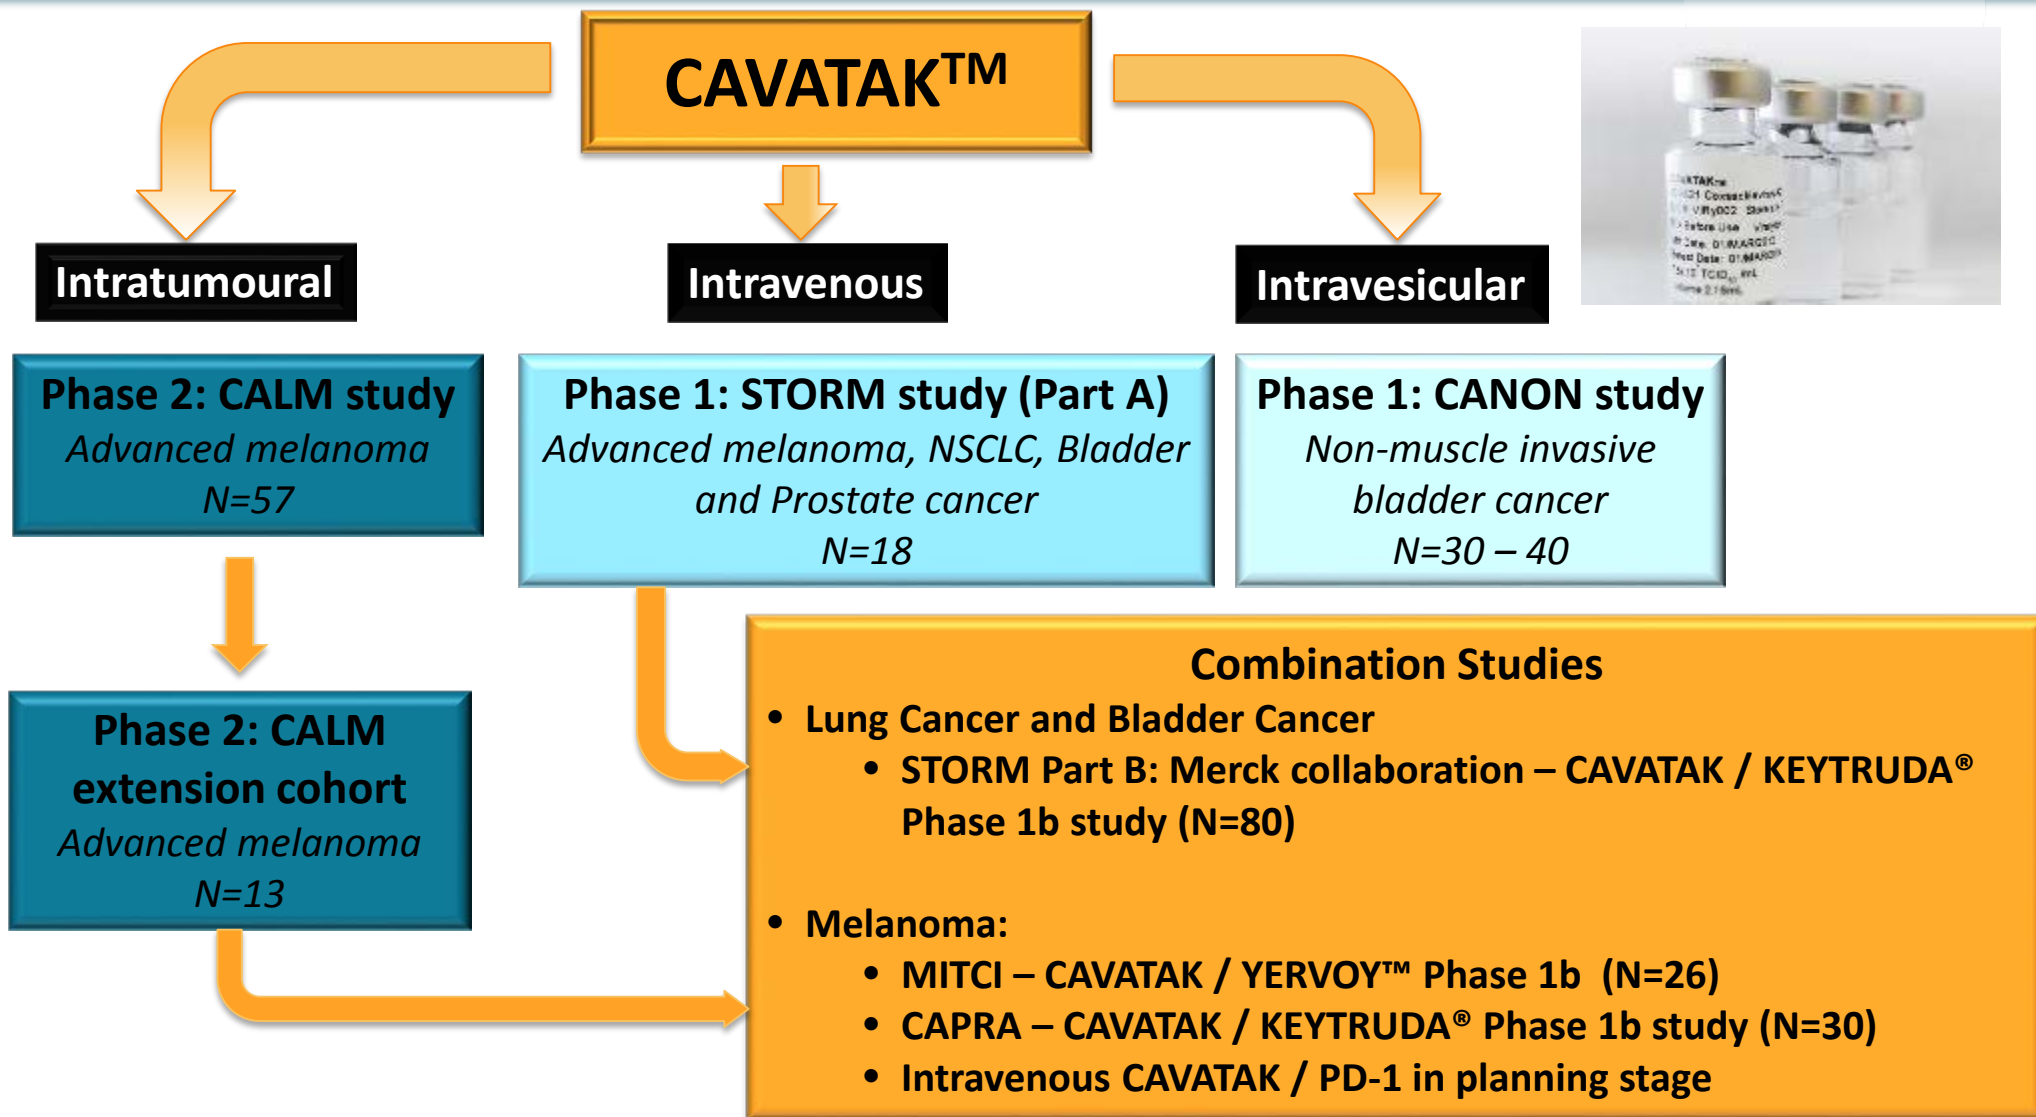 CAVATAK™
Intratumoural
Intravenous
Intravesicular
Phase 2: CALM study
Advanced melanoma
N=57
Phase 1: STORM study (Part A)
Advanced melanoma, NSCLC, Bladder
and Prostate cancer
N=18
Phase 1: CANON study
Non-muscle invasive
bladder cancer
N=30 – 40
Phase 2: CALM
extension cohort
Advanced melanoma
N=13
Combination Studies
• Lung Cancer and Bladder Cancer
• STORM Part B: Merck collaboration – CAVATAK / KEYTRUDA®
Phase 1b study (N=80)
• Melanoma:
• MITCI – CAVATAK / YERVOY™ Phase 1b (N=26)
• CAPRA – CAVATAK / KEYTRUDA® Phase 1b study (N=30)
• Intravenous CAVATAK / PD-1 in planning stage